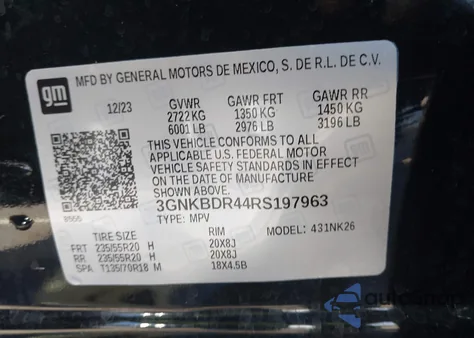 MFD BY GENERAL MOTORS DE MEXICO, S. DE R.L. DE C.V.
gm
12/23 GVWR GAWR FRT GAWR RR
2722 KG 1350 KG 1450 KG
6001 LB 2976 LB 3196 LB
THIS VEHICLE CONFORMS TO ALL
APPLICABLE U.S. FEDERAL MOTOR
VEHICLE SAFETY STANDARDS IN EFFECT
ON THE DATE OF MANUFACTURE SHOWN ABOVE.
3GNKBDR44RS197963
TYPE: MPV MODEL: 431NK26
TIRE SIZE RIM
FRT 235/55R20 H 20X8J
RR 235/55R20 H 20X8J
SPA T135/70R18 M 18X4.5B